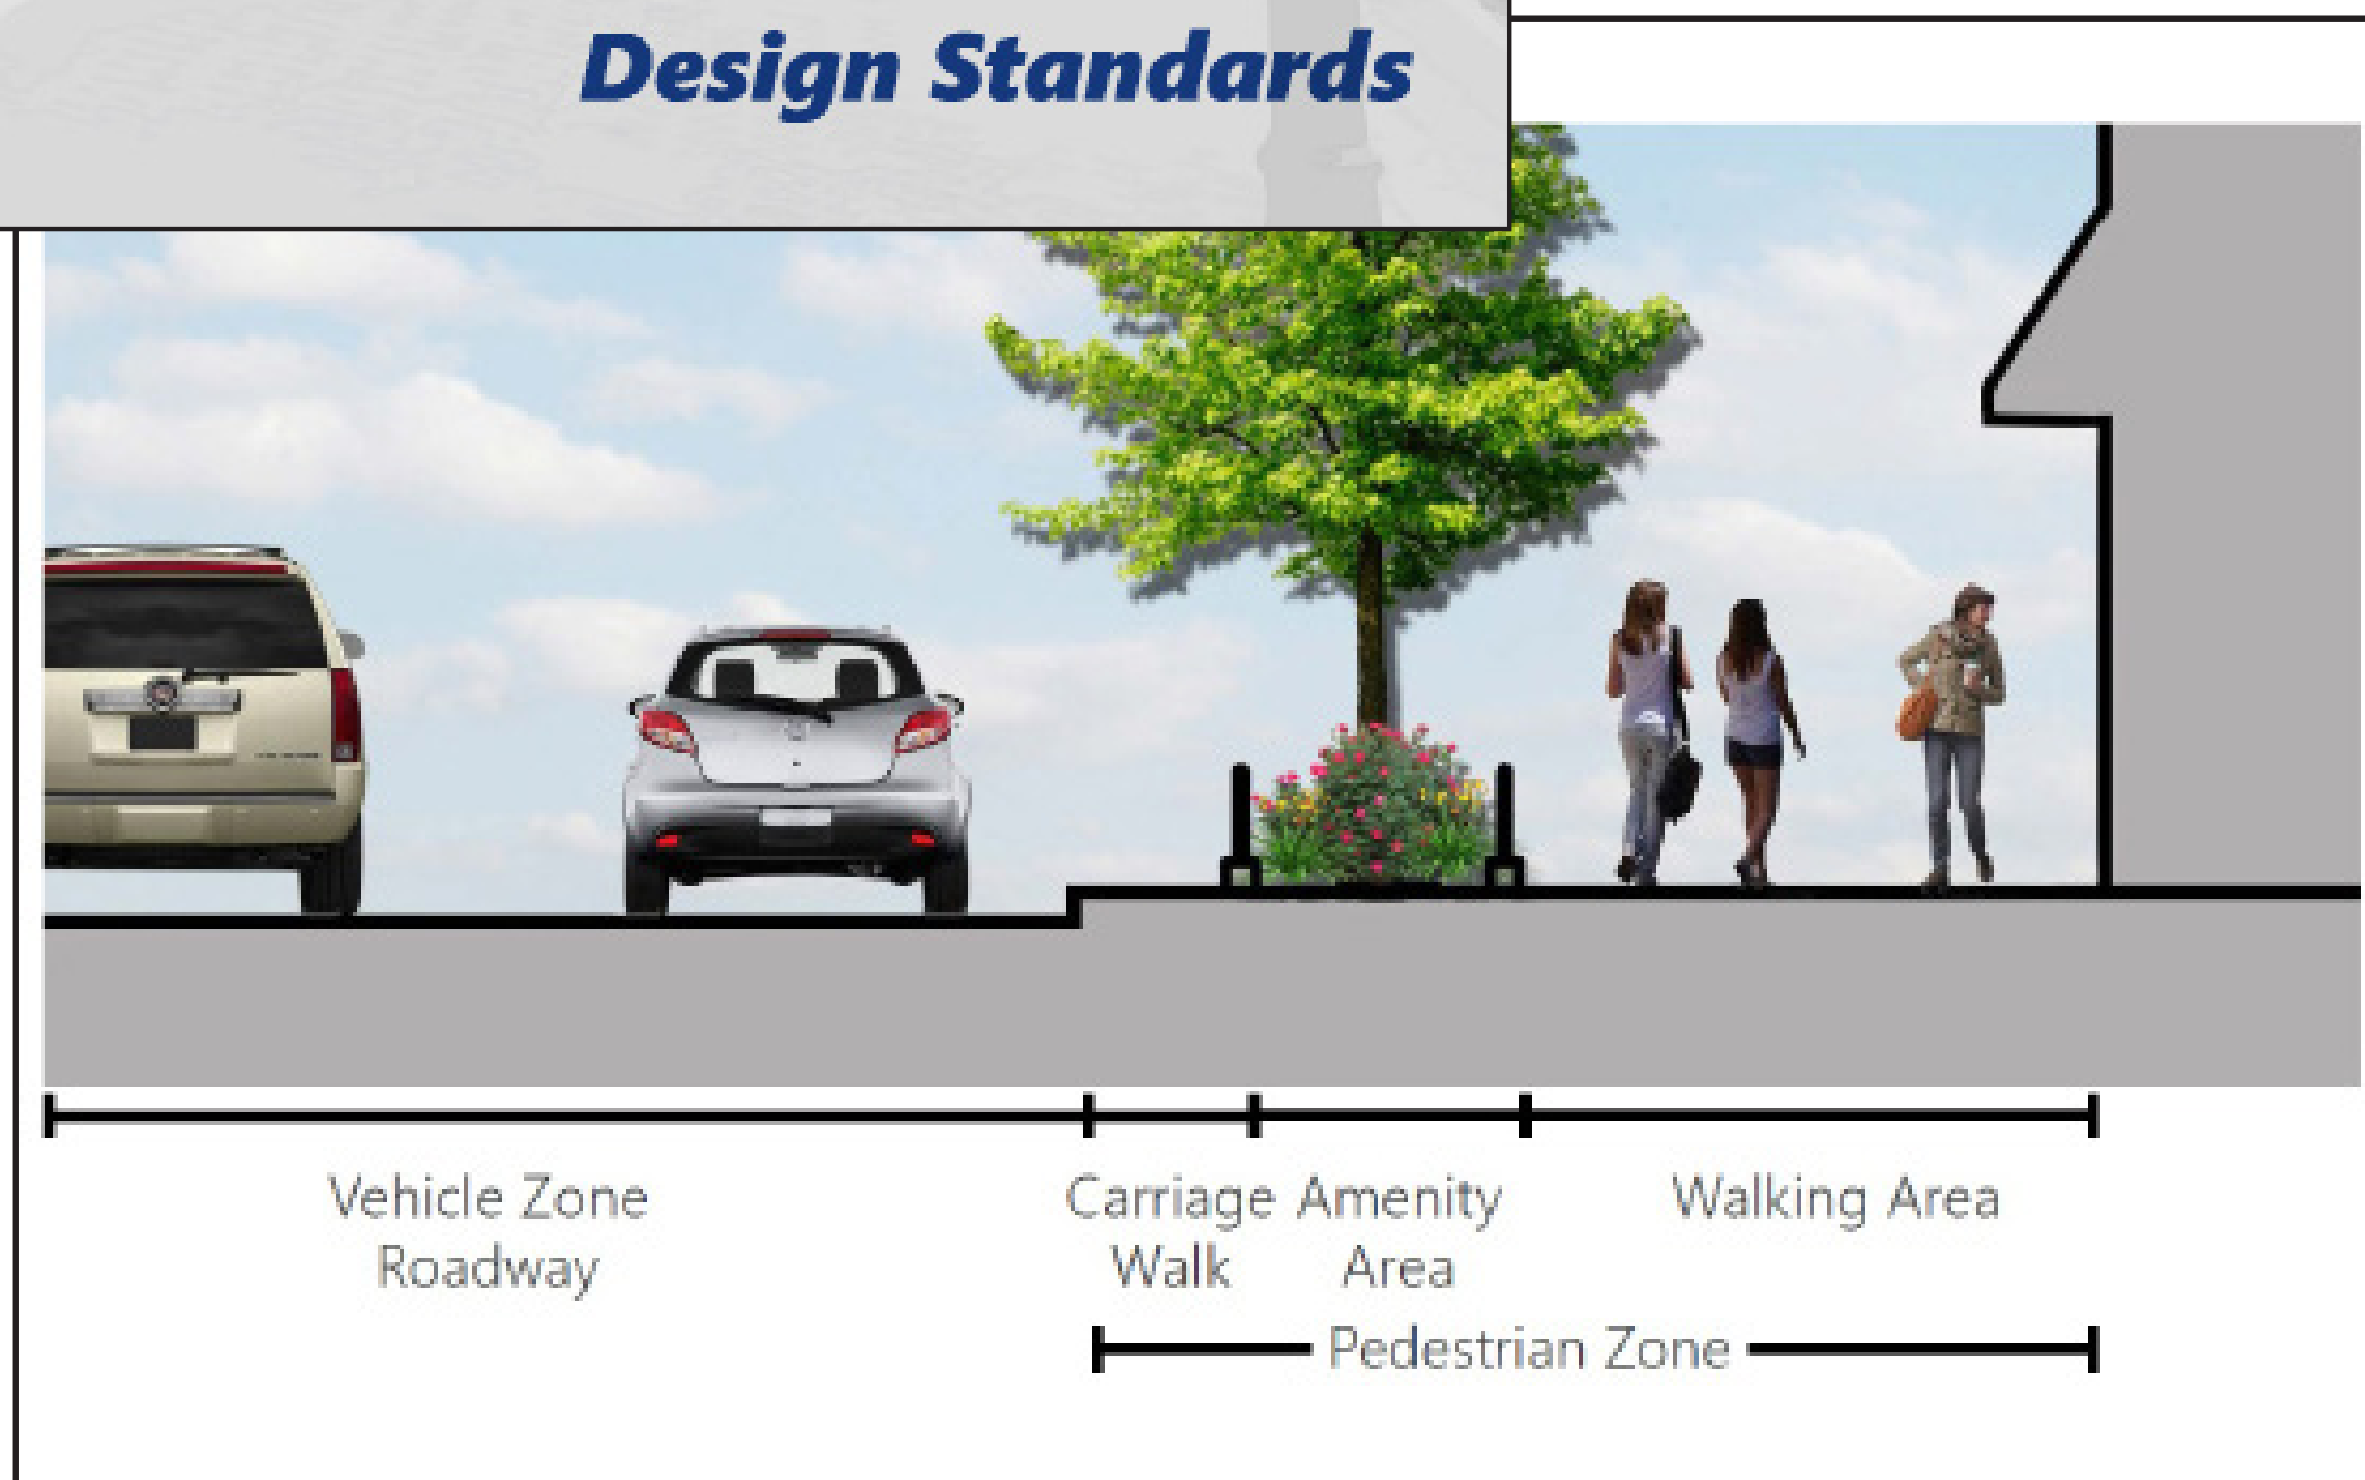 Design Standards
Vehicle Zone
Roadway
Carriage
Walk
Amenity
Area
Walking Area
Pedestrian Zone